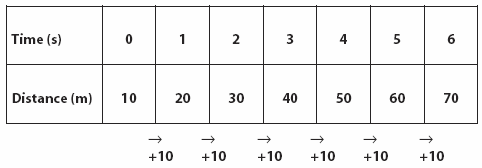 Time (s) 0 1 2 3 4 5 6
Distance (m) 10 20 30 40 50 60 70
→ → → → → →
+10 +10 +10 +10 +10 +10